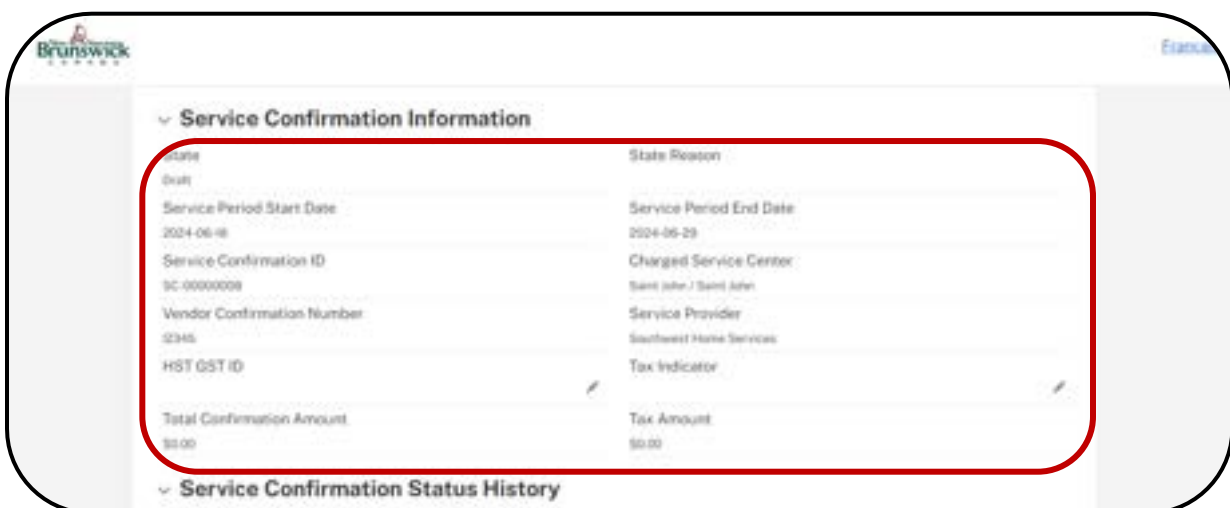 Brunswick
CANADA
Service Confirmation Information
State
State Reason
Draft
Service Period Start Date
Service Period End Date
2024-06-18
2024-06-29
Service Confirmation ID
Charged Service Center
SC-00000008
Saint John / Saint John
Vendor Confirmation Number
Service Provider
12345
Southwest Home Services
HST GST ID
Tax Indicator
Total Confirmation Amount
Tax Amount
$0.00
$0.00
Service Confirmation Status History